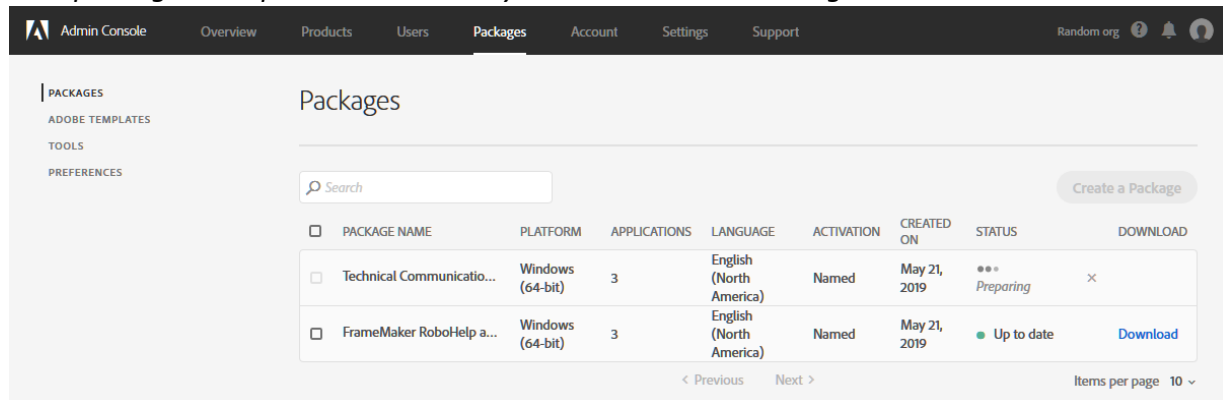 Admin Console Overview Products Users Packages Account Settings Support Random org
PACKAGES
ADOBE TEMPLATES
TOOLS
PREFERENCES
Packages
Search
Create a Package
PACKAGE NAME PLATFORM APPLICATIONS LANGUAGE ACTIVATION CREATED ON STATUS DOWNLOAD
Technical Communicatio... Windows (64-bit) 3 English (North America) Named May 21, 2019 Preparing ×
FrameMaker RoboHelp a... Windows (64-bit) 3 English (North America) Named May 21, 2019 Up to date Download
< Previous Next >
Items per page 10